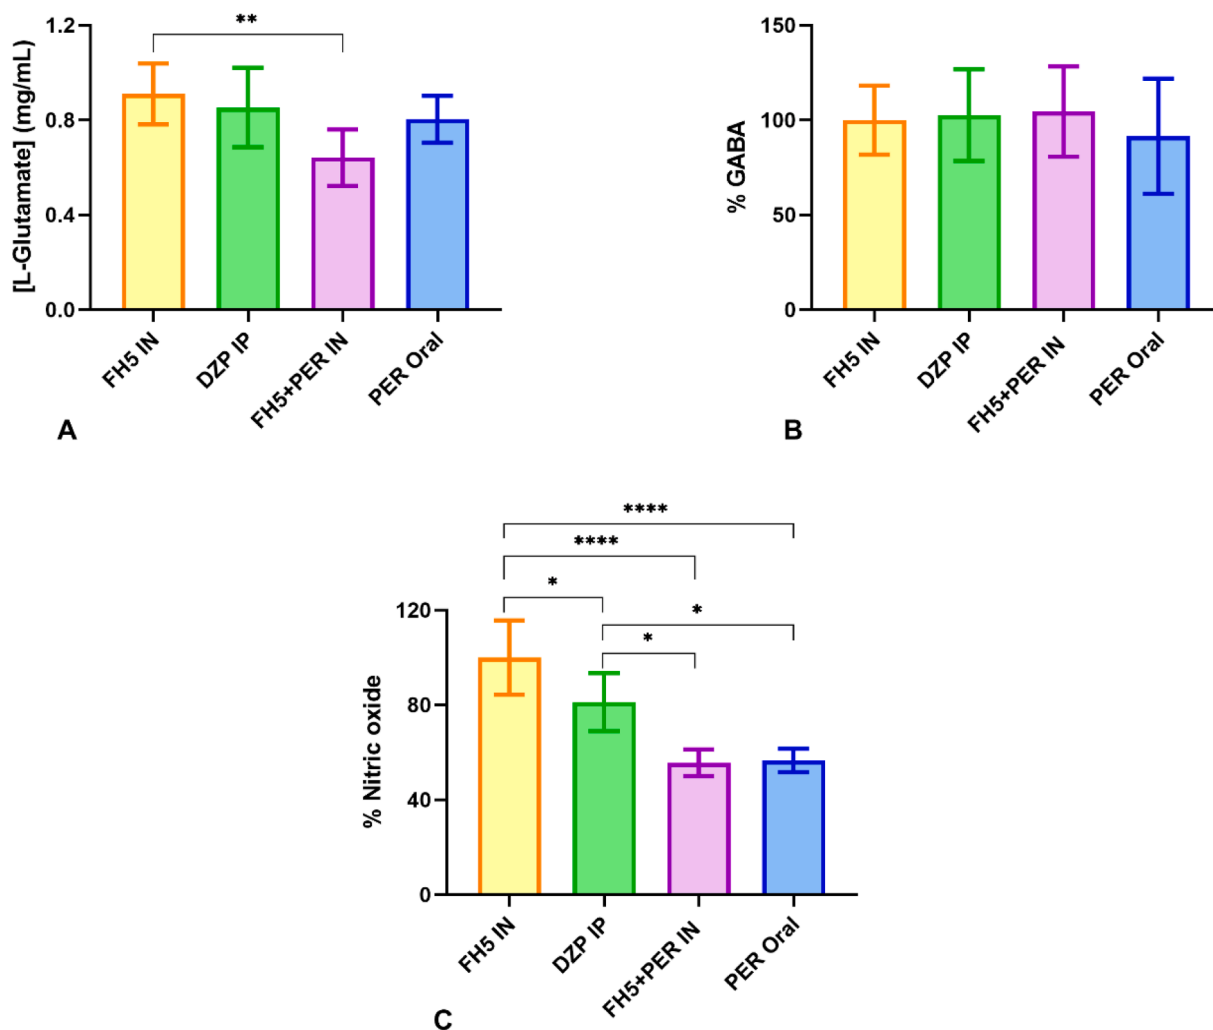 **
[L-Glutamate] (mg/mL)
1.2
0.8
0.4
0.0
FH5 IN
DZP IP
FH5+PER IN
PER Oral
A
% GABA
150
100
50
0
FH5 IN
DZP IP
FH5+PER IN
PER Oral
B
****
****
*
*
*
% Nitric oxide
120
80
40
0
FH5 IN
DZP IP
FH5+PER IN
PER Oral
C